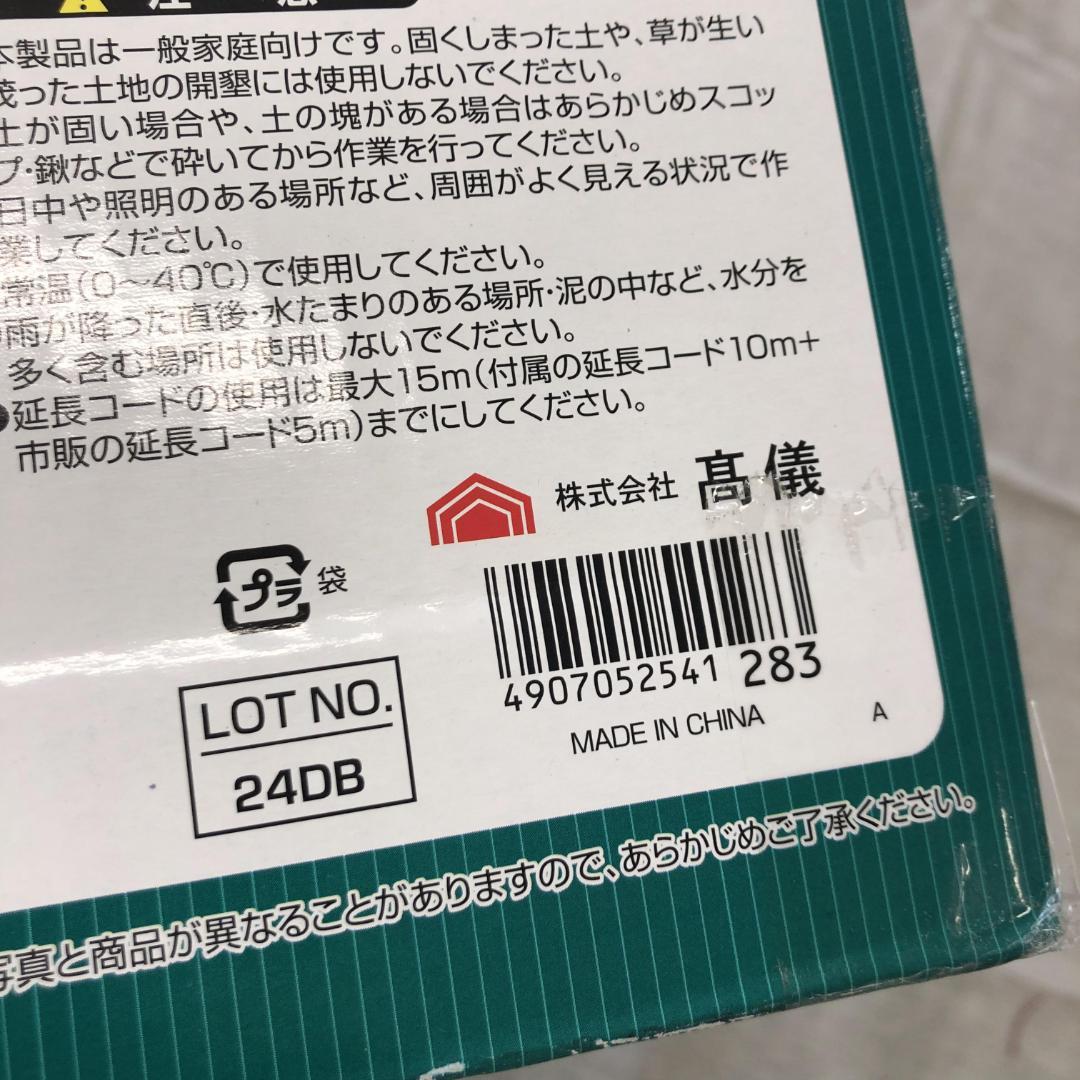 注 意
本製品は一般家庭向けです。固くしまった土や、草が生い
茂った土地の開墾には使用しないでください。
土が固い場合や、土の塊がある場合はあらかじめスコッ
プ・鍬などで砕いてから作業を行ってください。
日中や照明のある場所など、周囲がよく見える状況で作
業してください。
常温(0〜40℃)で使用してください。
雨が降った直後・水たまりのある場所・泥の中など、水分を
多く含む場所は使用しないでください。
●延長コードの使用は最大15m(付属の延長コード10m+
市販の延長コード5m)までにしてください。
株式会社 髙儀
プラ 袋
4907052541 283
MADE IN CHINA
A
LOT NO.
24DB
写真と商品が異なることがありますので、あらかじめご了承ください。